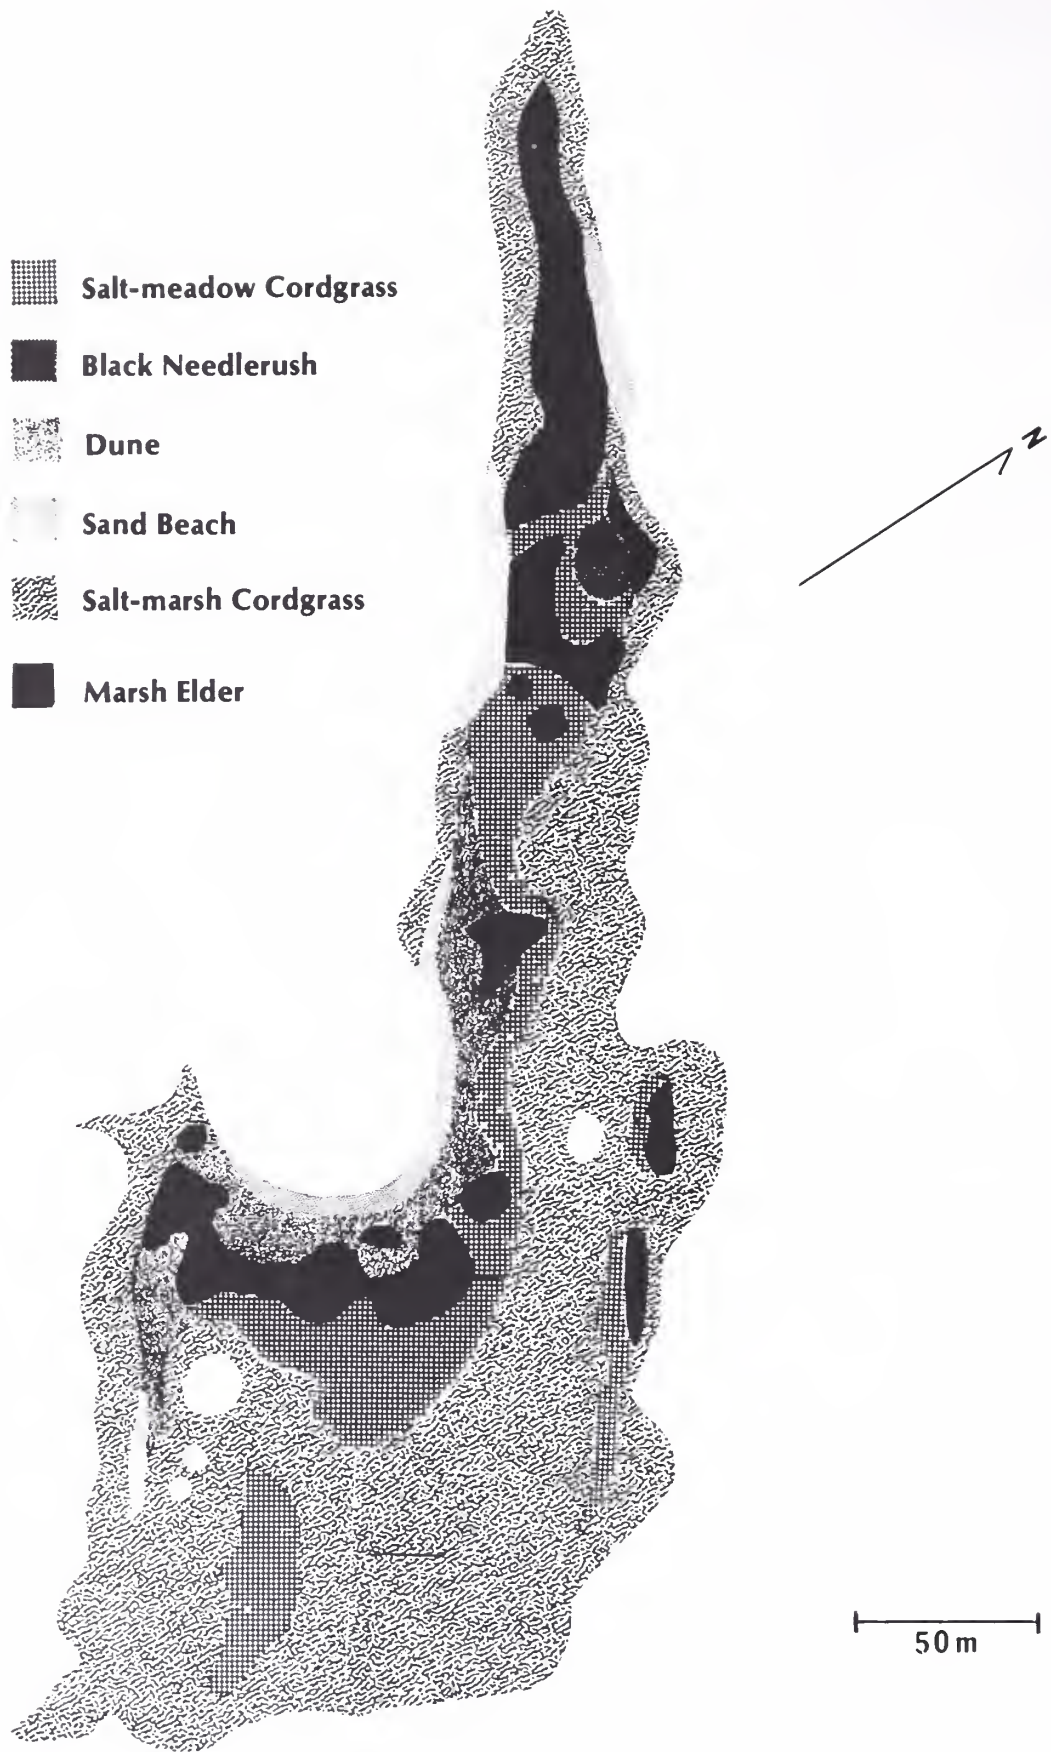 Salt-meadow Cordgrass
Black Needlerush
Dune
N
Sand Beach
Salt-marsh Cordgrass
Marsh Elder
50 m